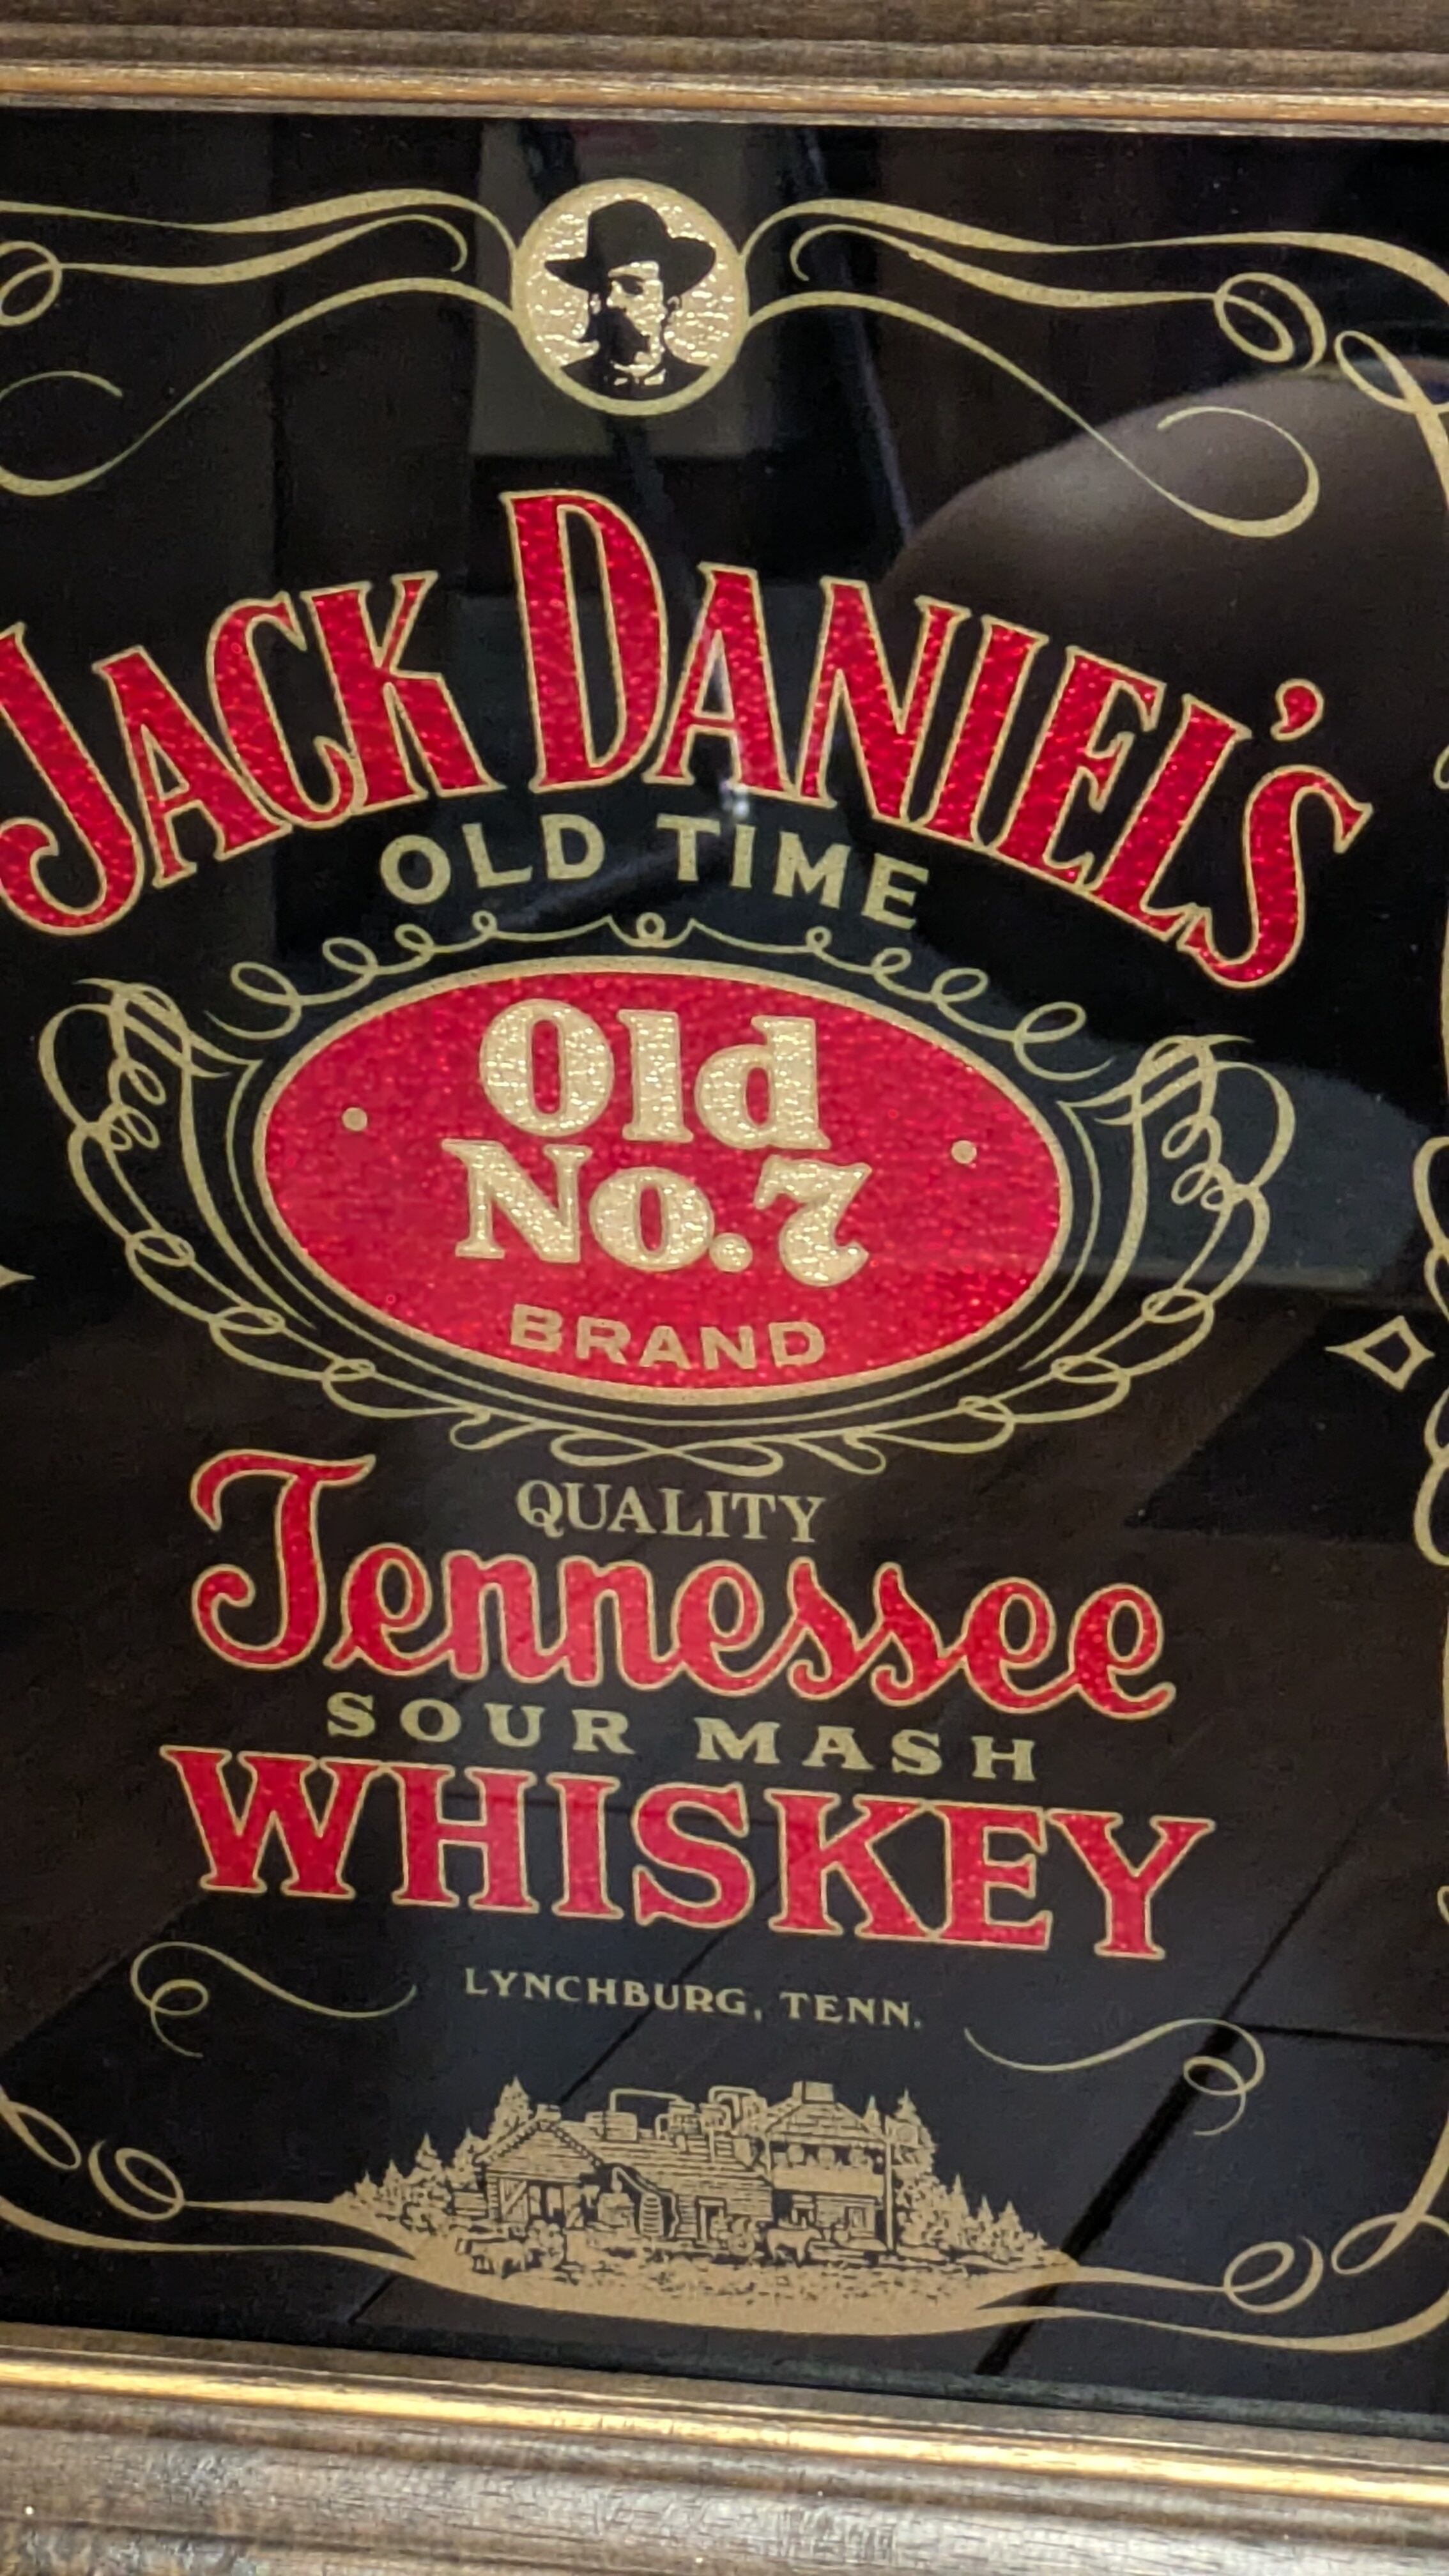 JACK DANIEL'S
OLD TIME
Old
No.7
BRAND
QUALITY
Tennessee
SOUR MASH
WHISKEY
LYNCHBURG, TENN.